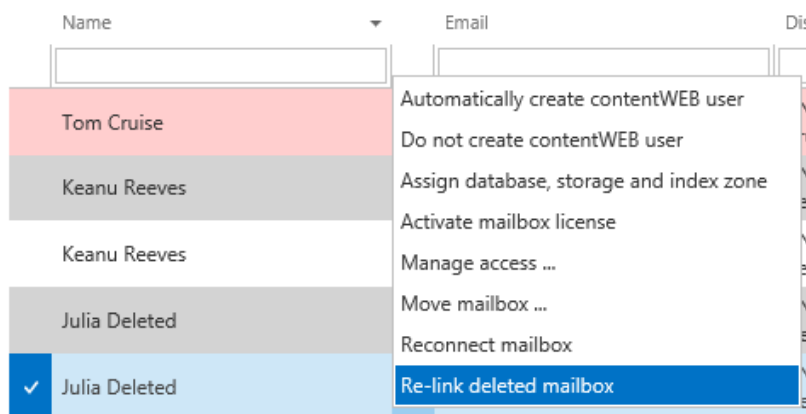 Name Email
Automatically create contentWEB user
Tom Cruise
Do not create contentWEB user
Keanu Reeves
Assign database, storage and index zone
Activate mailbox license
Keanu Reeves
Manage access ...
Move mailbox ...
Julia Deleted
Reconnect mailbox
Julia Deleted
Re-link deleted mailbox